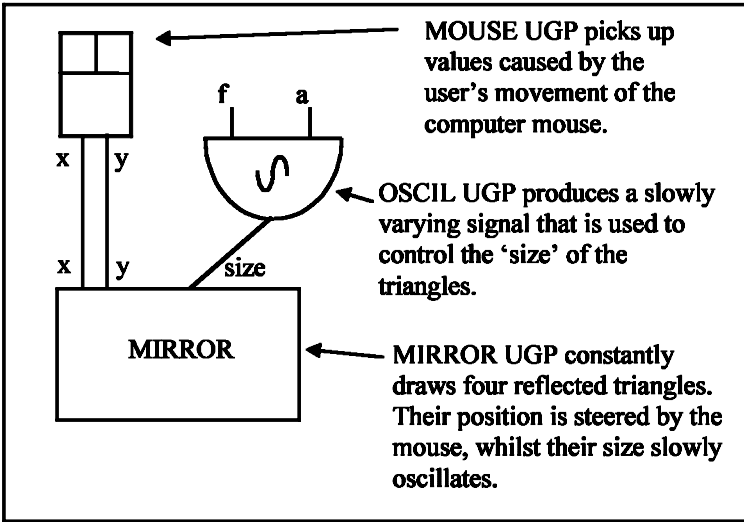 MOUSE UGP picks up
values caused by the
user's movement of the
computer mouse.
f
a
x
y
OSCIL UGP produces a slowly
varying signal that is used to
control the ‘size’ of the
triangles.
x
y
size
MIRROR
MIRROR UGP constantly
draws four reflected triangles.
Their position is steered by the
mouse, whilst their size slowly
oscillates.